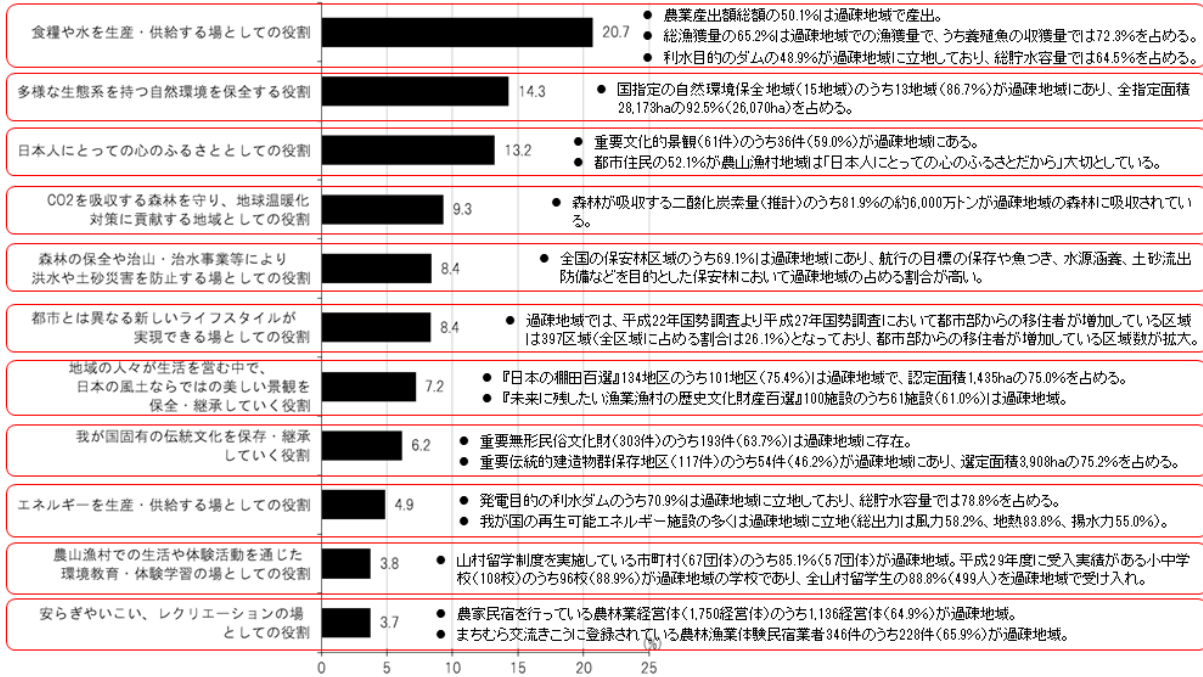 食糧や水を生産・供給する場としての役割
20.7
● 農業産出額総額の50.1%は過疎地域で産出。
● 総漁獲量の65.2%は過疎地域での漁獲量で、うち養殖魚の収獲量では72.3%を占める。
● 利水目的のダムの48.9%が過疎地域に立地しており、総貯水容量では64.5%を占める。
多様な生態系を持つ自然環境を保全する役割
14.3
● 国指定の自然環境保全地域(15地域)のうち13地域(86.7%)が過疎地域にあり、全指定面積
28,173haの92.5%(26,070ha)を占める。
日本人にとっての心のふるさととしての役割
13.2
● 重要文化的景観(61件)のうち36件(59.0%)が過疎地域にある。
● 都市住民の52.1%が農山漁村地域は「日本人にとっての心のふるさとだから」大切としている。
CO2を吸収する森林を守り、地球温暖化
対策に貢献する地域としての役割
9.3
● 森林が吸収する二酸化炭素量(推計)のうち81.9%の約6,000万トンが過疎地域の森林に吸収されてい
る。
森林の保全や治山・治水事業等により
洪水や土砂災害を防止する場としての役割
8.4
● 全国の保安林区域のうち69.1%は過疎地域にあり、航行の目標の保存や魚つき、水源涵養、土砂流出
防備などを目的とした保安林において過疎地域の占める割合が高い。
都市とは異なる新しいライフスタイルが
実現できる場としての役割
8.4
● 過疎地域では、平成22年国勢調査より平成27年国勢調査において都市部からの移住者が増加している区域
は397区域(全区域に占める割合は26.1%)となっており、都市部からの移住者が増加している区域数が拡大。
地域の人々が生活を営む中で、
日本の風土ならではの美しい景観を
保全・継承していく役割
7.2
● 『日本の棚田百選』134地区のうち101地区(75.4%)は過疎地域で、認定面積1,435haの75.0%を占める。
● 『未来に残したい漁業漁村の歴史文化財産百選』100施設のうち61施設(61.0%)は過疎地域。
我が国固有の伝統文化を保存・継承
していく役割
6.2
● 重要無形民俗文化財(303件)のうち193件(63.7%)は過疎地域に存在。
● 重要伝統的建造物群保存地区(117件)のうち54件(46.2%)が過疎地域にあり、選定面積3,908haの75.2%を占める。
エネルギーを生産・供給する場としての役割
4.9
● 発電目的の利水ダムのうち70.9%は過疎地域に立地しており、総貯水容量では78.8%を占める。
● 我が国の再生可能エネルギー施設の多くは過疎地域に立地(総出力は風力58.2%、地熱83.8%、揚水力55.0%)。
農山漁村での生活や体験活動を通じた
環境教育・体験学習の場としての役割
3.8
● 山村留学制度を実施している市町村(67団体)のうち85.1%(57団体)が過疎地域。平成29年度に受入実績がある小中学
校(108校)のうち96校(88.9%)が過疎地域の学校であり、全山村留学生の88.8%(499人)を過疎地域で受け入れ。
安らぎやいこい、レクリエーションの場
としての役割
3.7
● 農家民宿を行っている農林業経営体(1,750経営体)のうち1,136経営体(64.9%)が過疎地域。
● まちむら交流きこうに登録されている農林漁業体験民宿業者346件のうち228件(65.9%)が過疎地域。
(%)
0 5 10 15 20 25